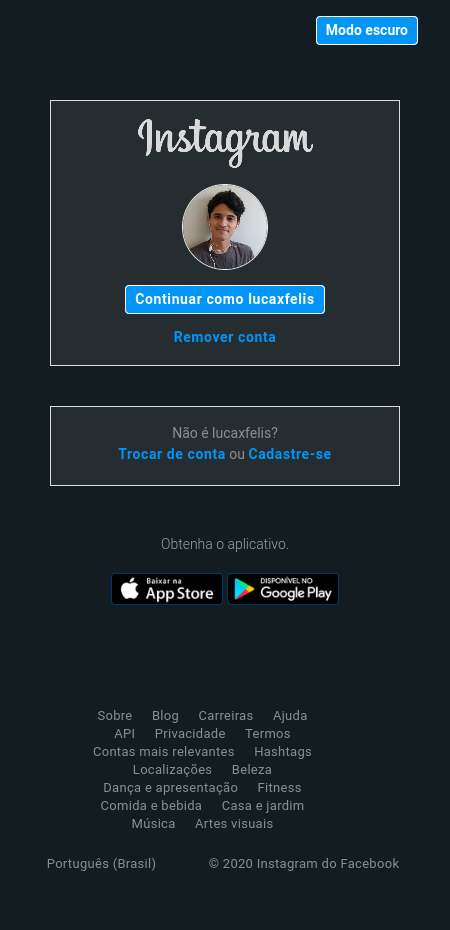 Modo escuro
Instagram
Continuar como lucaxfelis
Remover conta
Não é lucaxfelis?
Trocar de conta ou Cadastre-se
Obtenha o aplicativo.
Baixar na
App Store
DISPONÍVEL NO
Google Play
Sobre Blog Carreiras Ajuda
API Privacidade Termos
Contas mais relevantes Hashtags
Localizações Beleza
Dança e apresentação Fitness
Comida e bebida Casa e jardim
Música Artes visuais
Português (Brasil) © 2020 Instagram do Facebook